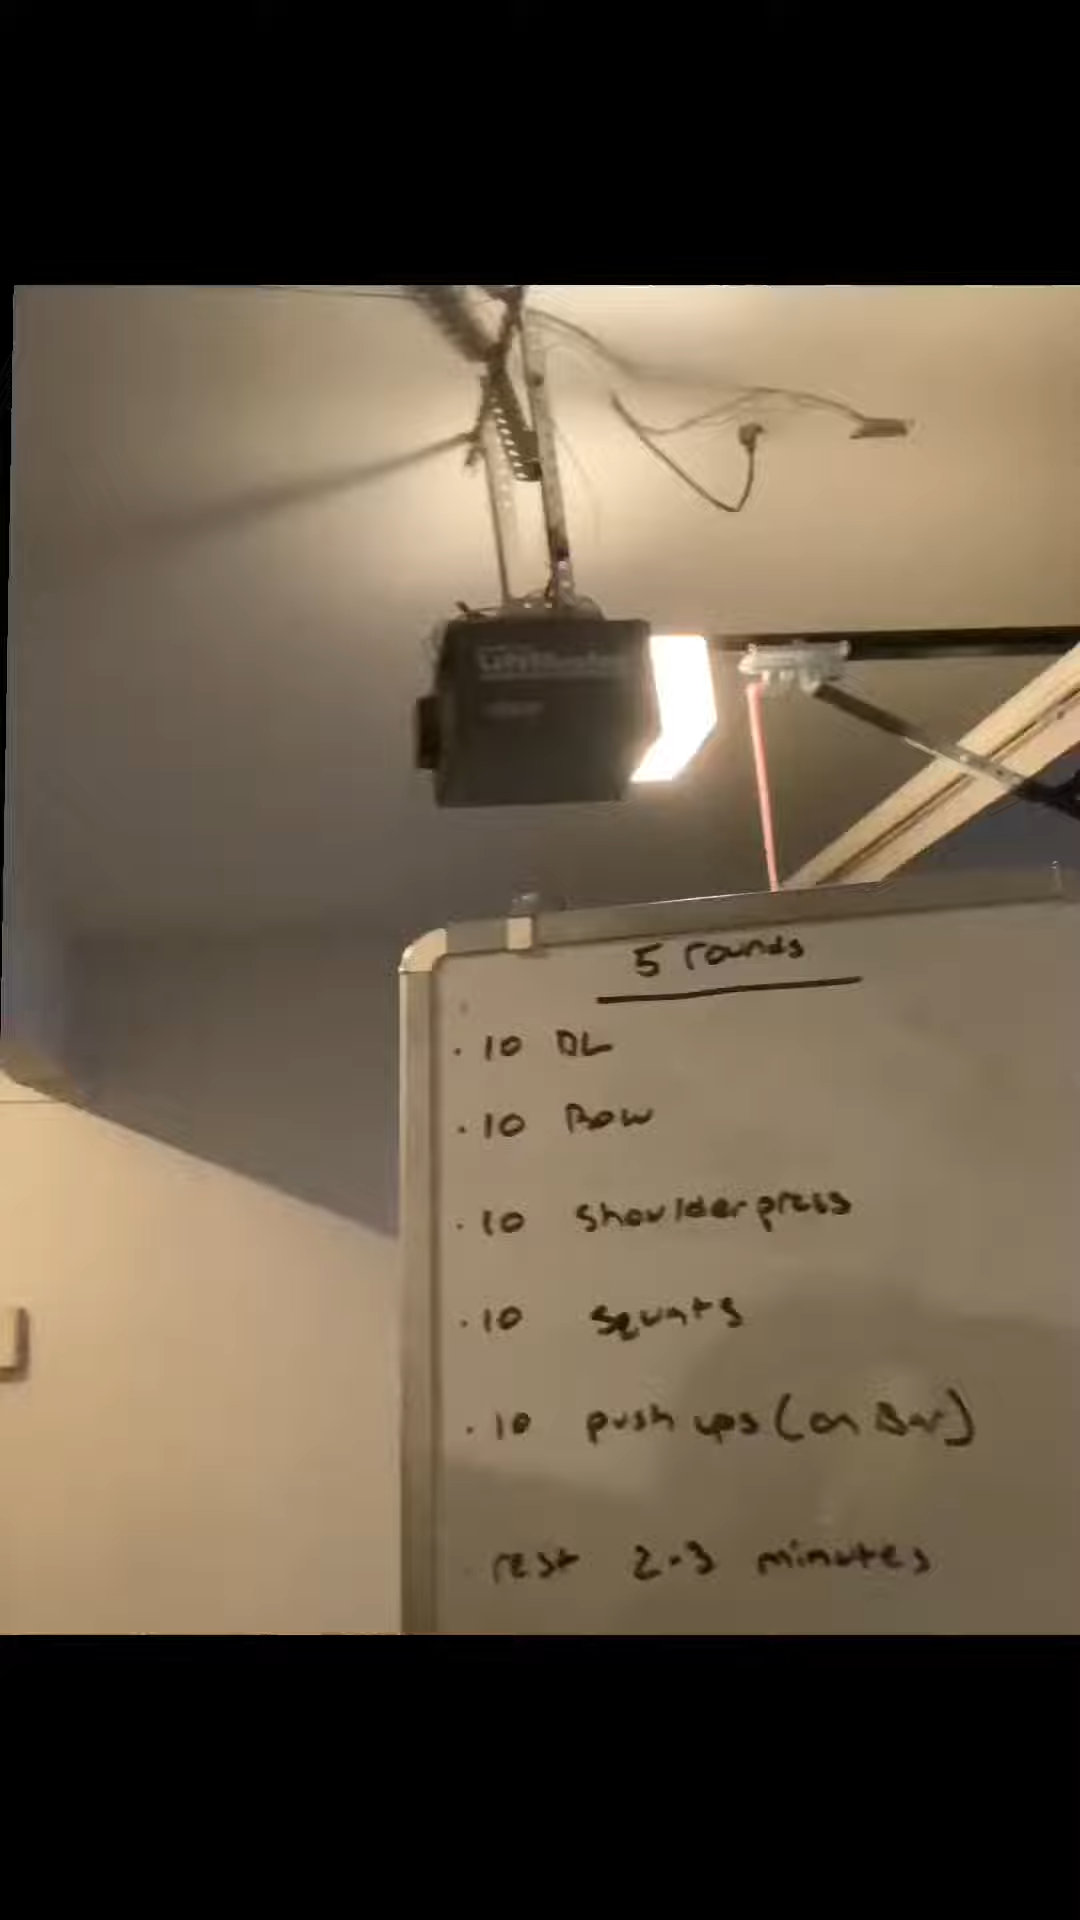 LiftMaster
5 rounds
· 10 DL
· 10 Row
· 10 Shoulder press
· 10 Squats
· 10 push ups (on Bar)
· rest 2-3 minutes